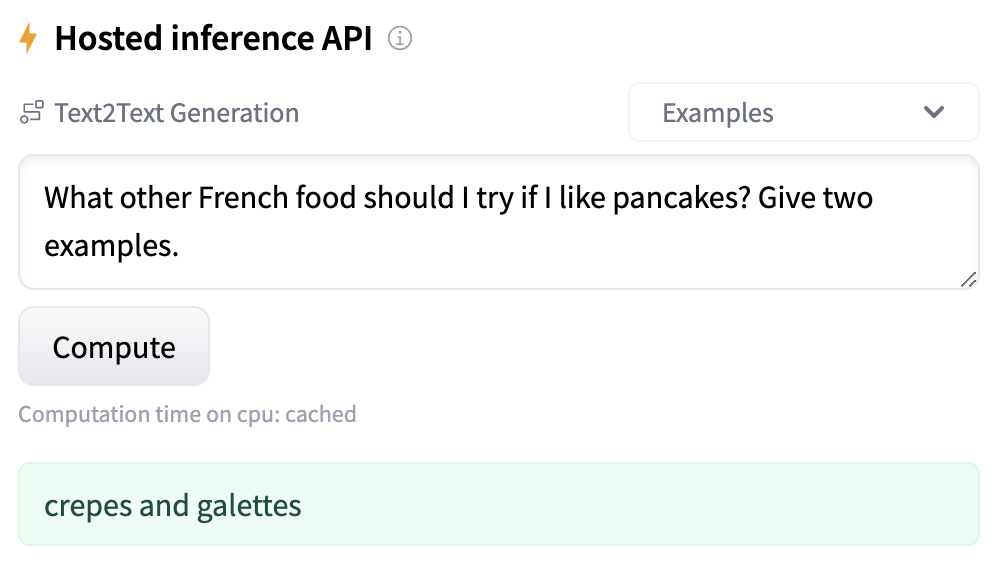 Hosted inference API
Text2Text Generation
Examples
What other French food should I try if I like pancakes? Give two
examples.
Compute
Computation time on cpu: cached
crepes and galettes